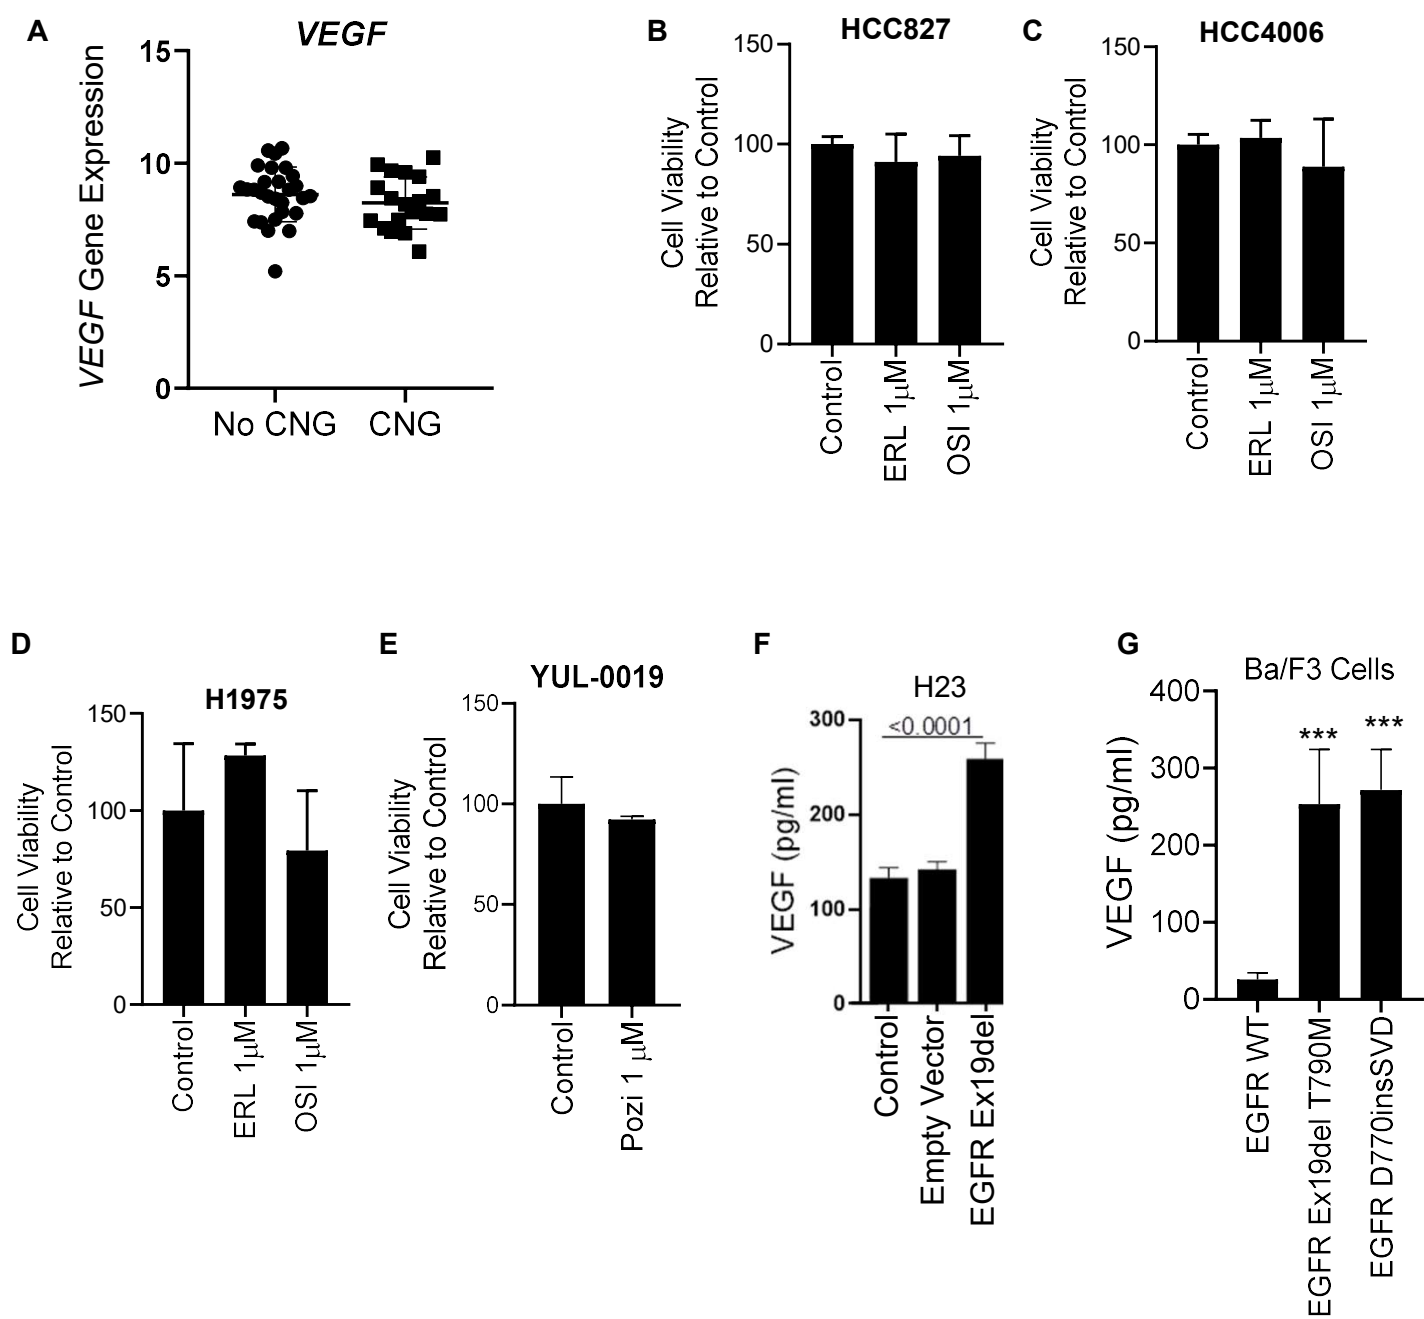 A
VEGF
VEGF Gene Expression
15
10
5
0
No CNG
CNG
B
HCC827
Cell Viability
Relative to Control
150
100
50
0
Control
ERL 1μM
OSI 1μM
C
HCC4006
Cell Viability
Relative to Control
150
100
50
0
Control
ERL 1μM
OSI 1μM
D
H1975
Cell Viability
Relative to Control
150
100
50
0
Control
ERL 1μM
OSI 1μM
E
YUL-0019
Cell Viability
Relative to Control
150
100
50
0
Control
Pozi 1 μM
F
H23
<0.0001
VEGF (pg/ml)
300
200
100
0
Control
Empty Vector
EGFR Ex19del
G
Ba/F3 Cells
VEGF (pg/ml)
400
300
200
100
0
***
***
EGFR WT
EGFR Ex19del T790M
EGFR D770insSVD